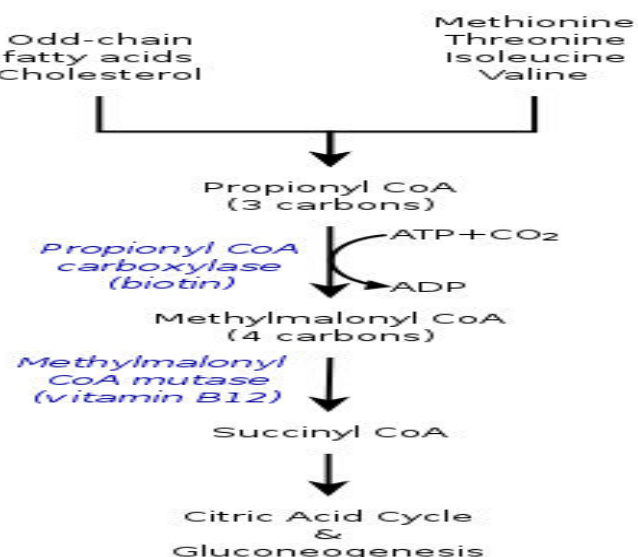 Odd-chain
fatty acids
Cholesterol
Methionine
Threonine
Isoleucine
Valine
Propionyl CoA
(3 carbons)
Propionyl CoA
carboxylase
(biotin)
ATP+CO₂
ADP
Methylmalonyl CoA
(4 carbons)
Methylmalonyl
CoA mutase
(vitamin B12)
Succinyl CoA
Citric Acid Cycle
&
Gluconeogenesis